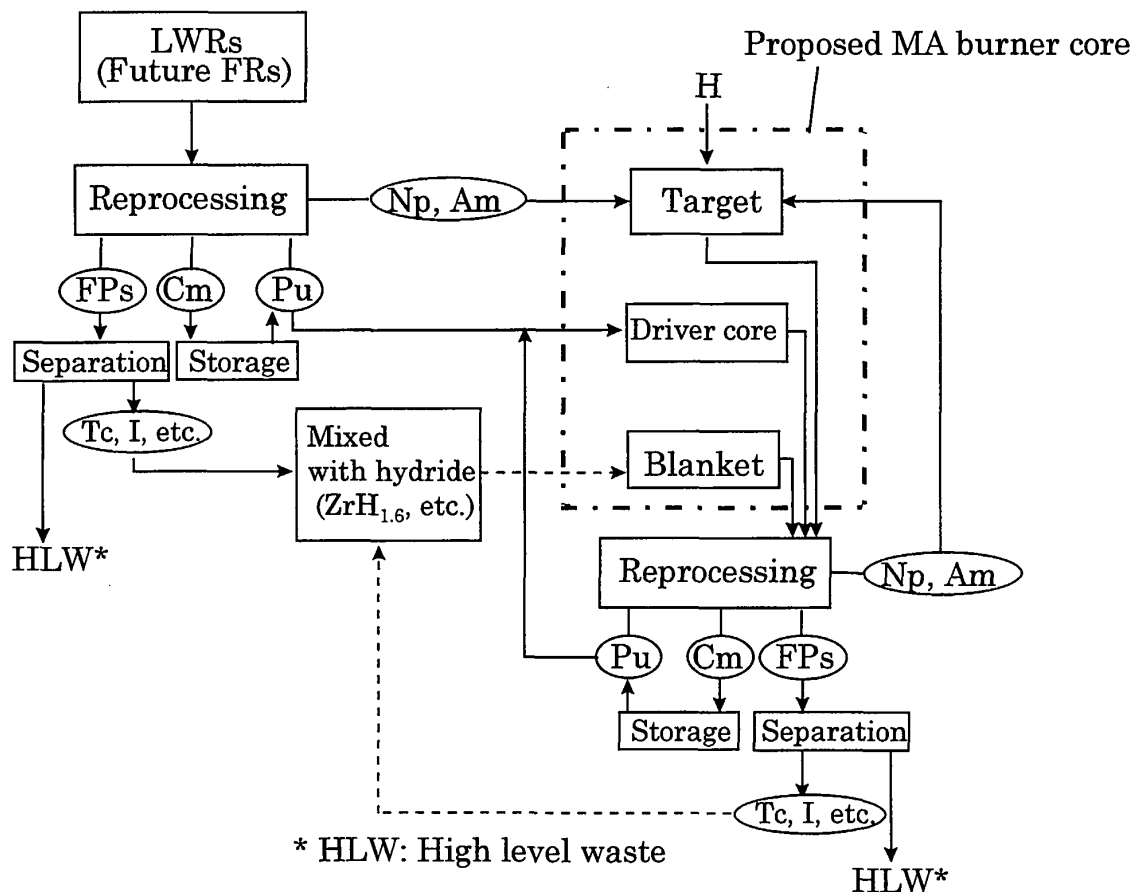 LWRs
(Future FRs)
Proposed MA burner core
H
Reprocessing
Np, Am
Target
FPs
Cm
Pu
Driver core
Separation
Storage
Tc, I, etc.
Mixed
with hydride
(ZrH1.6, etc.)
Blanket
HLW*
Reprocessing
Np, Am
Pu
Cm
FPs
Storage
Separation
Tc, I, etc.
* HLW: High level waste
HLW*